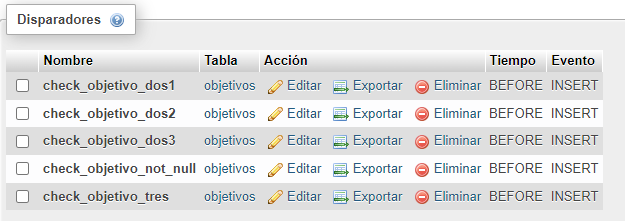 Disparadores
Nombre Tabla Acción Tiempo Evento
check_objetivo_dos1 objetivos Editar Exportar Eliminar BEFORE INSERT
check_objetivo_dos2 objetivos Editar Exportar Eliminar BEFORE INSERT
check_objetivo_dos3 objetivos Editar Exportar Eliminar BEFORE INSERT
check_objetivo_not_null objetivos Editar Exportar Eliminar BEFORE INSERT
check_objetivo_tres objetivos Editar Exportar Eliminar BEFORE INSERT